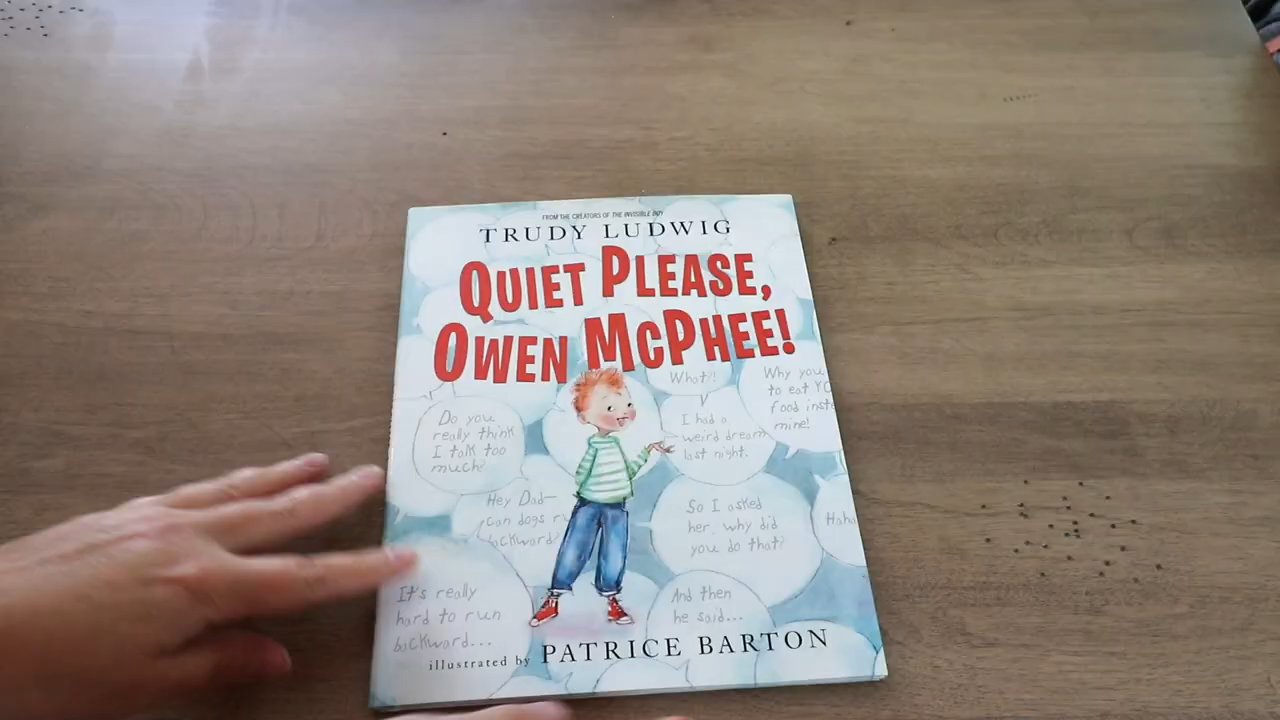 FROM THE CREATORS OF THE INVISIBLE BOY
TRUDY LUDWIG
QUIET PLEASE,
OWEN MCPHEE!
What?!
Why you
to eat YO
food inst
mine!
Do you
really think
I talk too
much?
I had a
weird dream
last night.
Hey Dad—
can dogs r
backward?
So I asked
her, why did
you do that?
Haha
It's really
hard to run
backward...
And then
he said...
illustrated by PATRICE BARTON